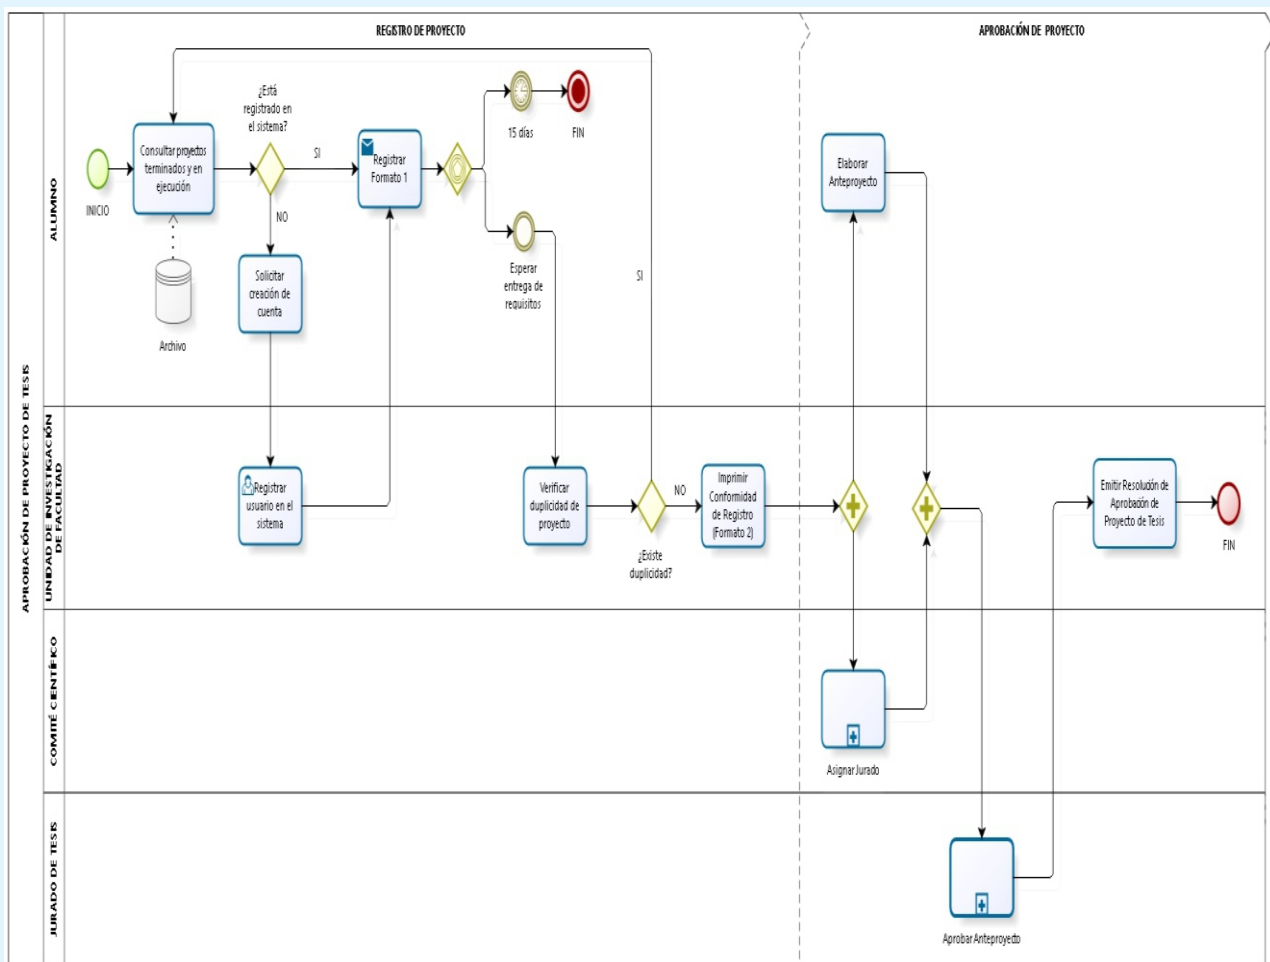 REGISTRO DE PROYECTO
APROBACIÓN DE PROYECTO
APROBACIÓN DE PROYECTO DE TESIS
ALUMNO
INICIO
Consultar proyectos
terminados y en
ejecución
Archivo
¿Está
registrado en
el sistema?
SI
NO
Solicitar
creación de
cuenta
Registrar
Formato 1
15 días
FIN
Esperar
entrega de
requisitos
SI
Elaborar
Anteproyecto
UNIDAD DE INVESTIGACIÓN
DE FACULTAD
Registrar
usuario en el
sistema
Verificar
duplicidad de
proyecto
¿Existe
duplicidad?
NO
Imprimir
Conformidad
de Registro
(Formato 2)
Emitir Resolución de
Aprobación de
Proyecto de Tesis
FIN
COMITÉ CIENTÍFICO
Asignar Jurado
JURADO DE TESIS
Aprobar Anteproyecto